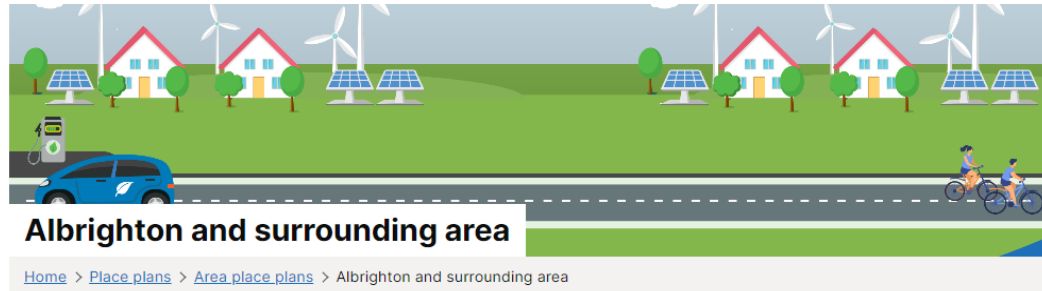 Albrighton and surrounding area
Home > Place plans > Area place plans > Albrighton and surrounding area